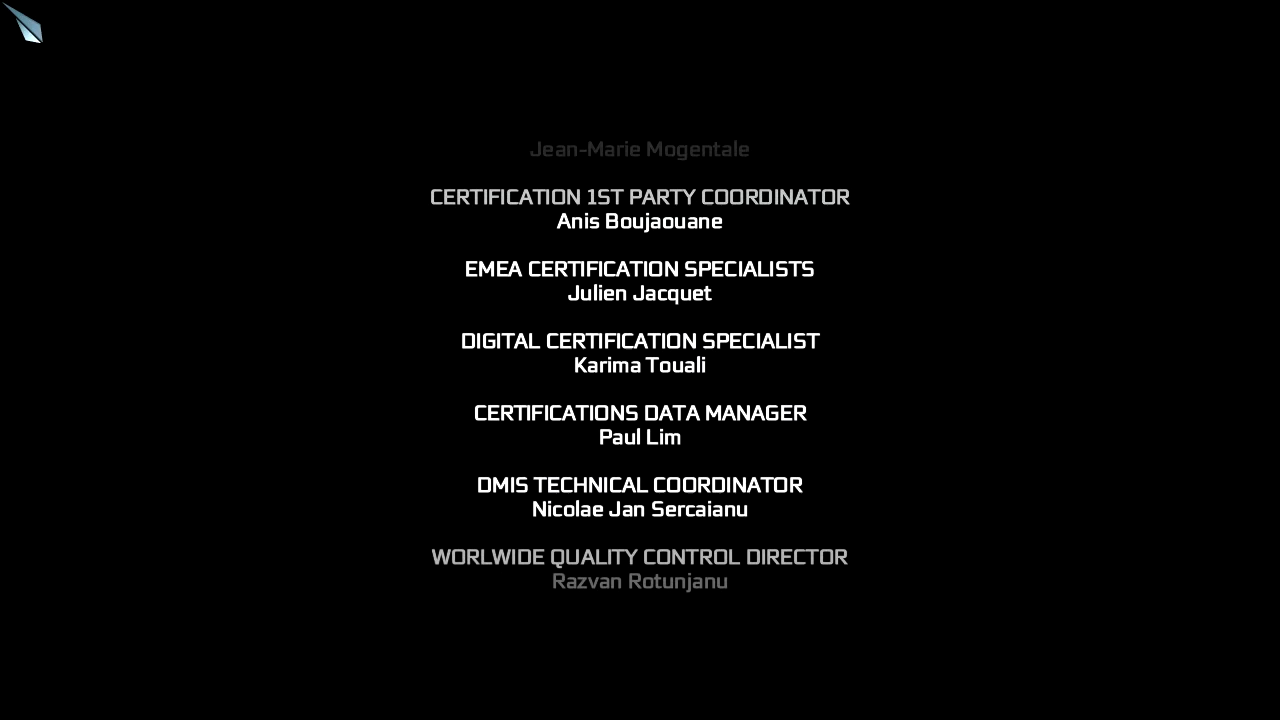 Jean-Marie Mogentale
CERTIFICATION 1ST PARTY COORDINATOR
Anis Boujaouane
EMEA CERTIFICATION SPECIALISTS
Julien Jacquet
DIGITAL CERTIFICATION SPECIALIST
Karima Touali
CERTIFICATIONS DATA MANAGER
Paul Lim
DMIS TECHNICAL COORDINATOR
Nicolae Jan Sercaianu
WORLWIDE QUALITY CONTROL DIRECTOR
Razvan Rotunjanu